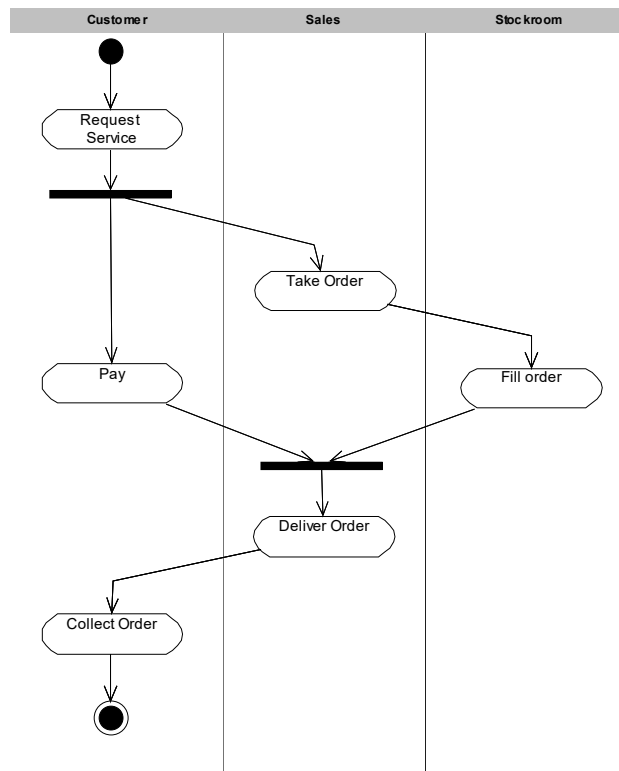 Customer
Sales
Stockroom
Request
Service
Take Order
Pay
Fill order
Deliver Order
Collect Order